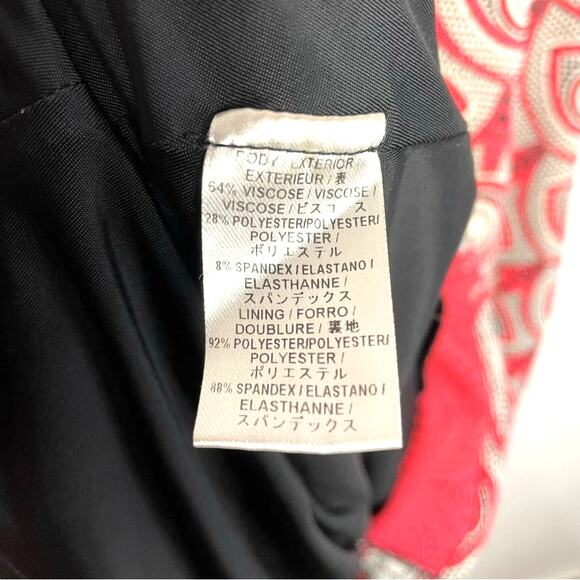 BODY / EXTERIOR
EXTERIEUR / 表
64% VISCOSE / VISCOSE /
VISCOSE / ビスコース
28% POLYESTER/POLYESTER/
POLYESTER /
ポリエステル
8% SPANDEX / ELASTANO /
ELASTHANNE /
スパンデックス
LINING / FORRO /
DOUBLURE / 裏地
92% POLYESTER/POLYESTER/
POLYESTER /
ポリエステル
88% SPANDEX / ELASTANO /
ELASTHANNE /
スパンデックス